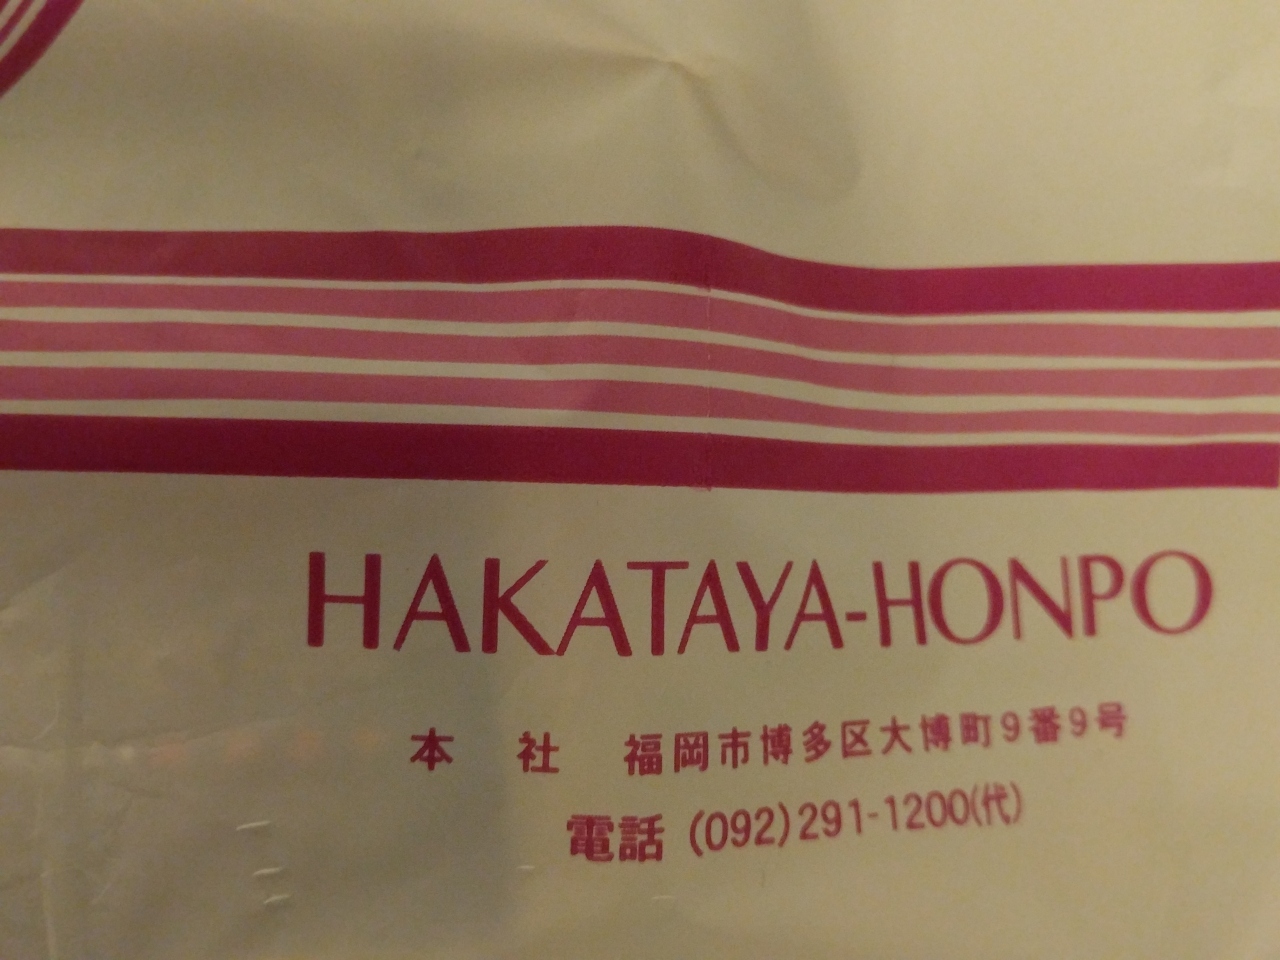 HAKATAYA-HONPO
本 社 福岡市博多区大博町9番9号
電話 (092)291-1200(代)